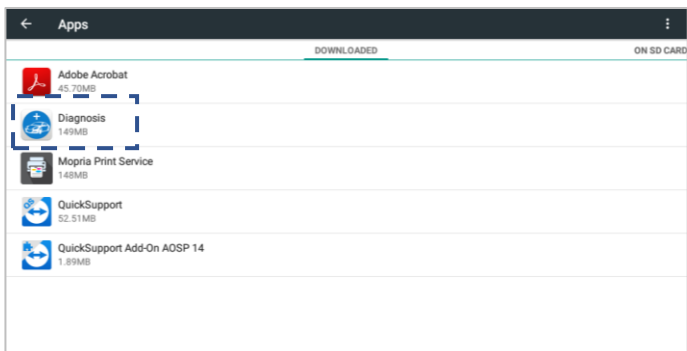 Apps
DOWNLOADED
ON SD CARD
Adobe Acrobat
45.70MB
Diagnosis
149MB
Mopria Print Service
148MB
QuickSupport
52.51MB
QuickSupport Add-On AOSP 14
1.89MB